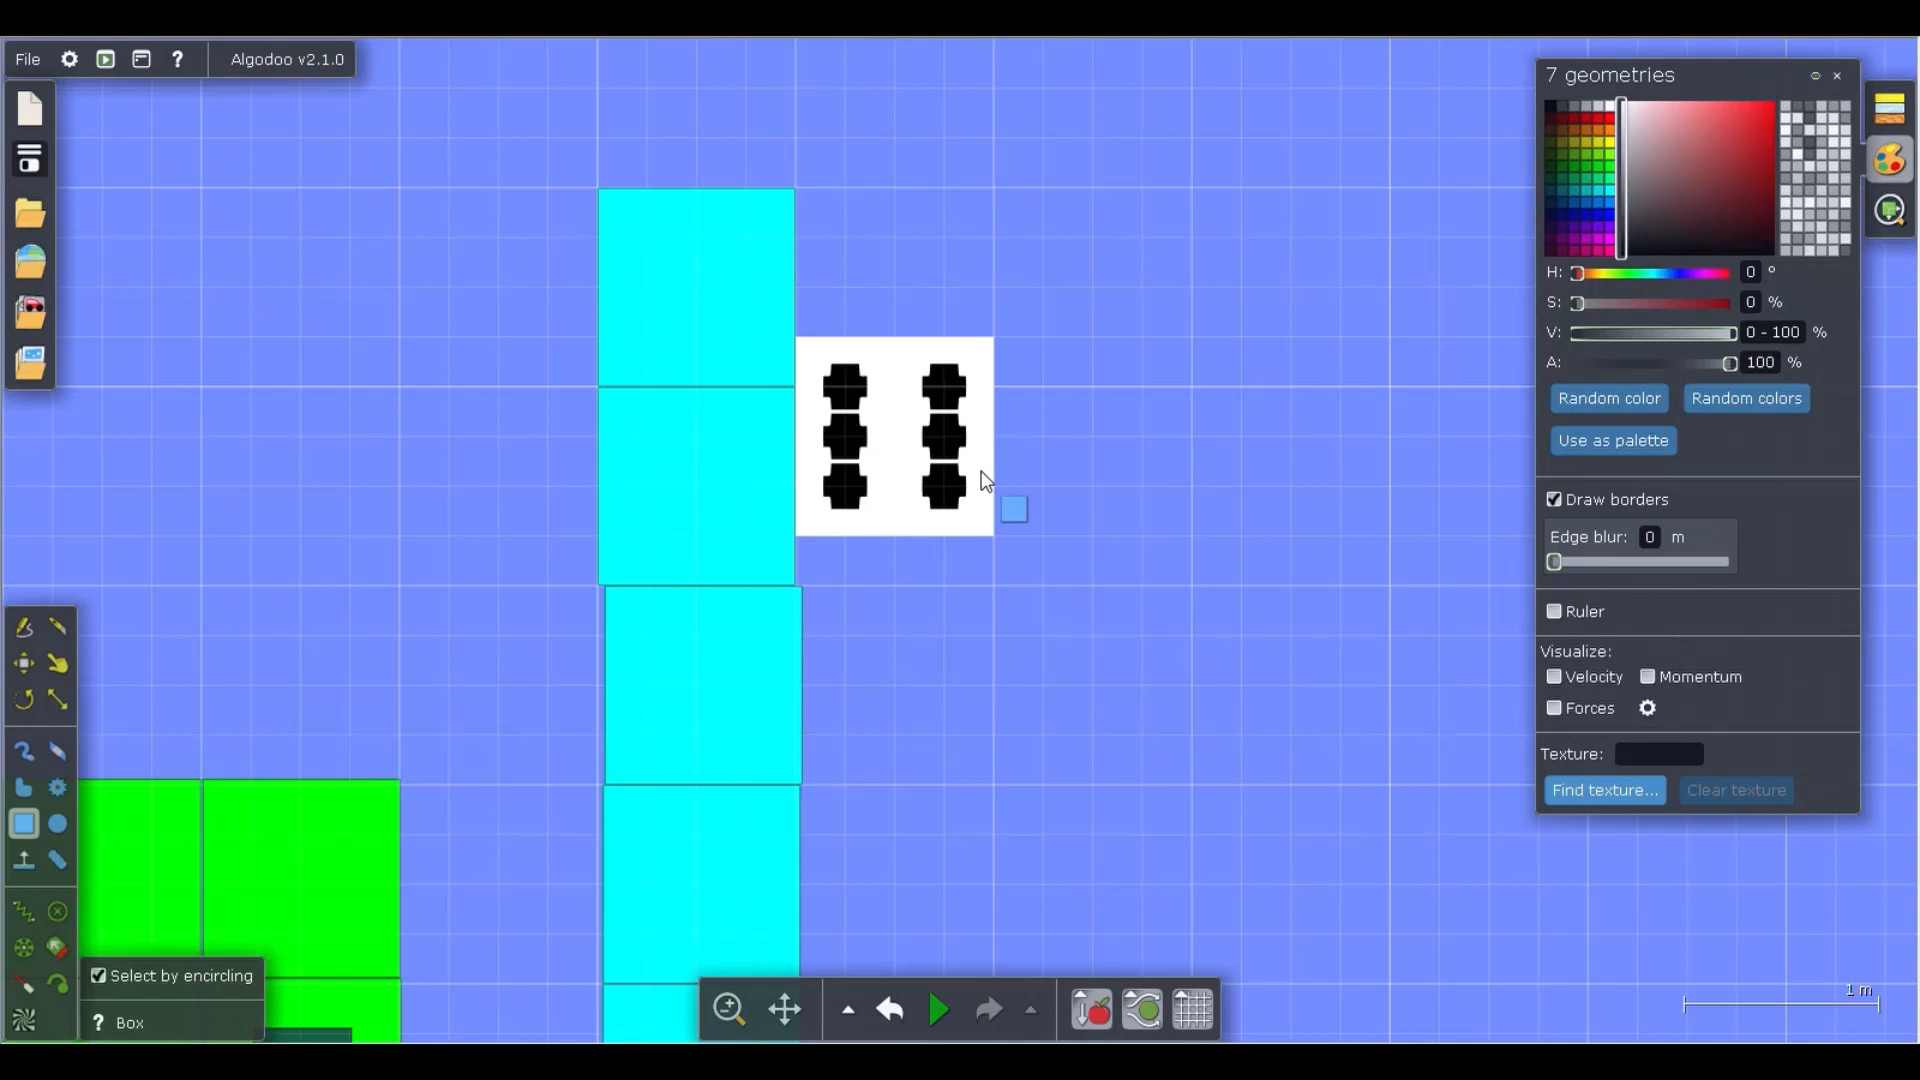 File ? Algodoo v2.1.0
7 geometries
H: 0 °
S: 0 %
V: 0 - 100 %
A: 100 %
Random color Random colors
Use as palette
Draw borders
Edge blur: 0 m
Ruler
Visualize:
Velocity Momentum
Forces
Texture:
Find texture... Clear texture
Select by encircling
? Box
1 m